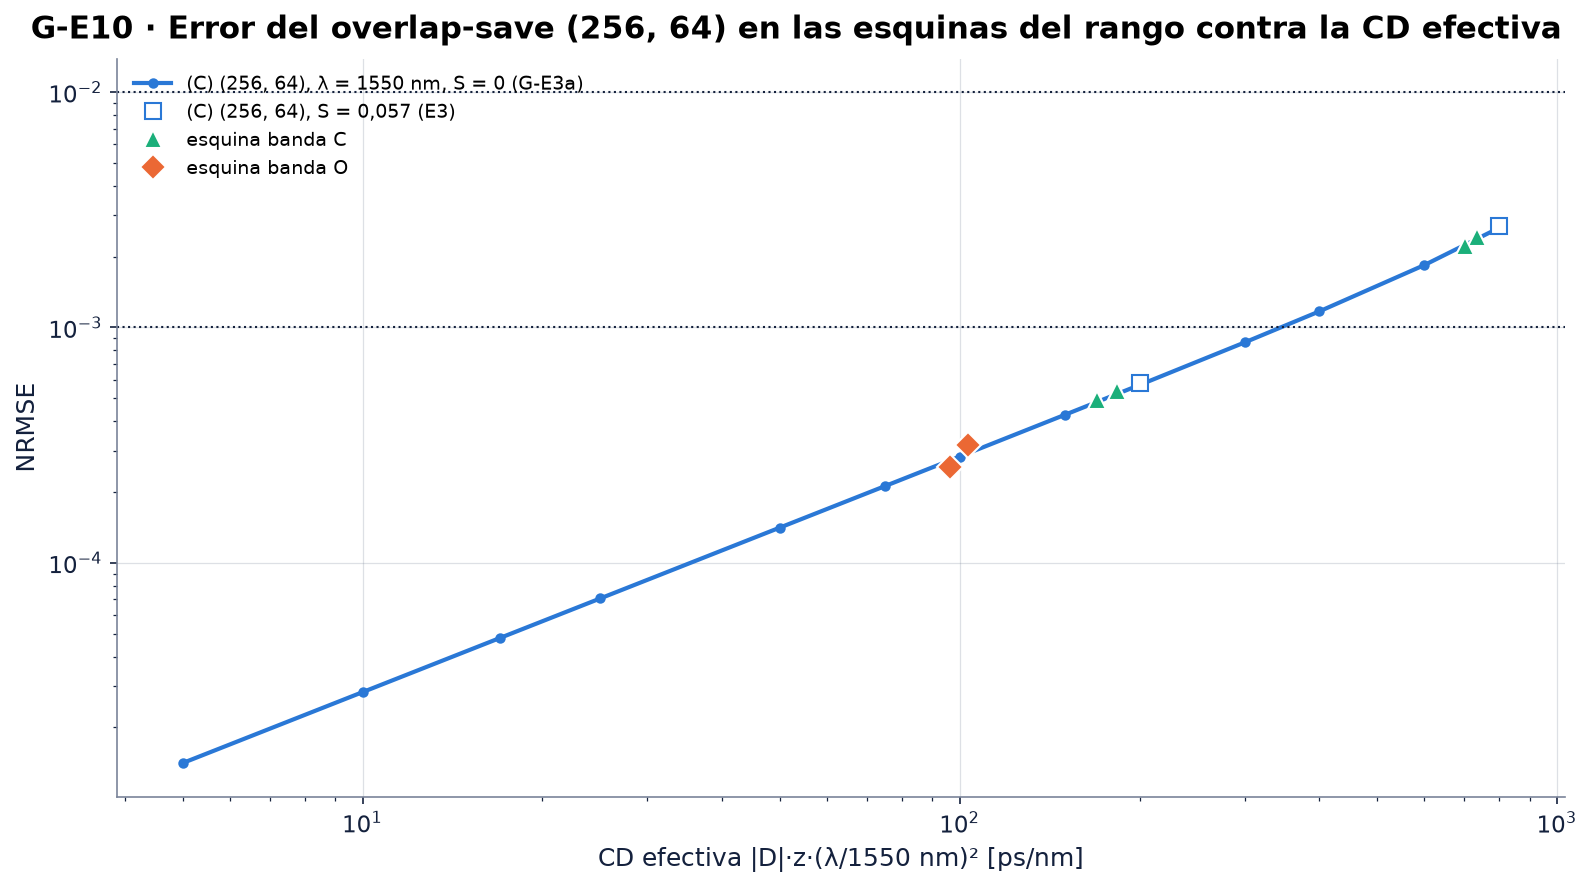 G-E10 · Error del overlap-save (256, 64) en las esquinas del rango contra la CD efectiva
(C) (256, 64), λ = 1550 nm, S = 0 (G-E3a)
(C) (256, 64), S = 0,057 (E3)
esquina banda C
esquina banda O
10⁻²
10⁻³
10⁻⁴
NRMSE
10¹
10²
10³
CD efectiva |D|·z·(λ/1550 nm)² [ps/nm]